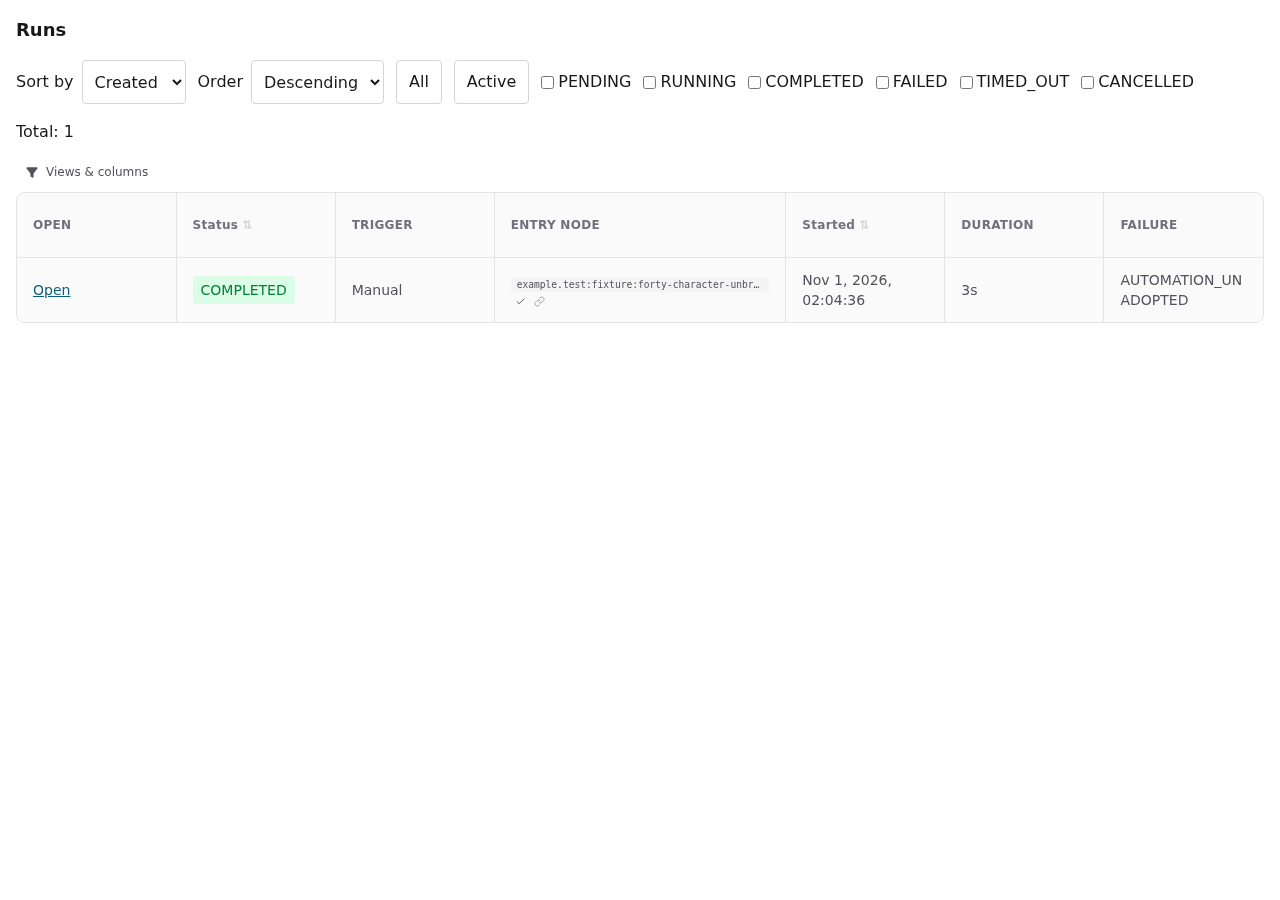 Runs
Sort by Created Order Descending All Active PENDING RUNNING COMPLETED FAILED TIMED_OUT CANCELLED
Total: 1
Views & columns
OPEN Status ⇅ TRIGGER ENTRY NODE Started ⇅ DURATION FAILURE
Open COMPLETED Manual example.test:fixture:forty-character-unbr… Nov 1, 2026, 02:04:36 3s AUTOMATION_UN
ADOPTED